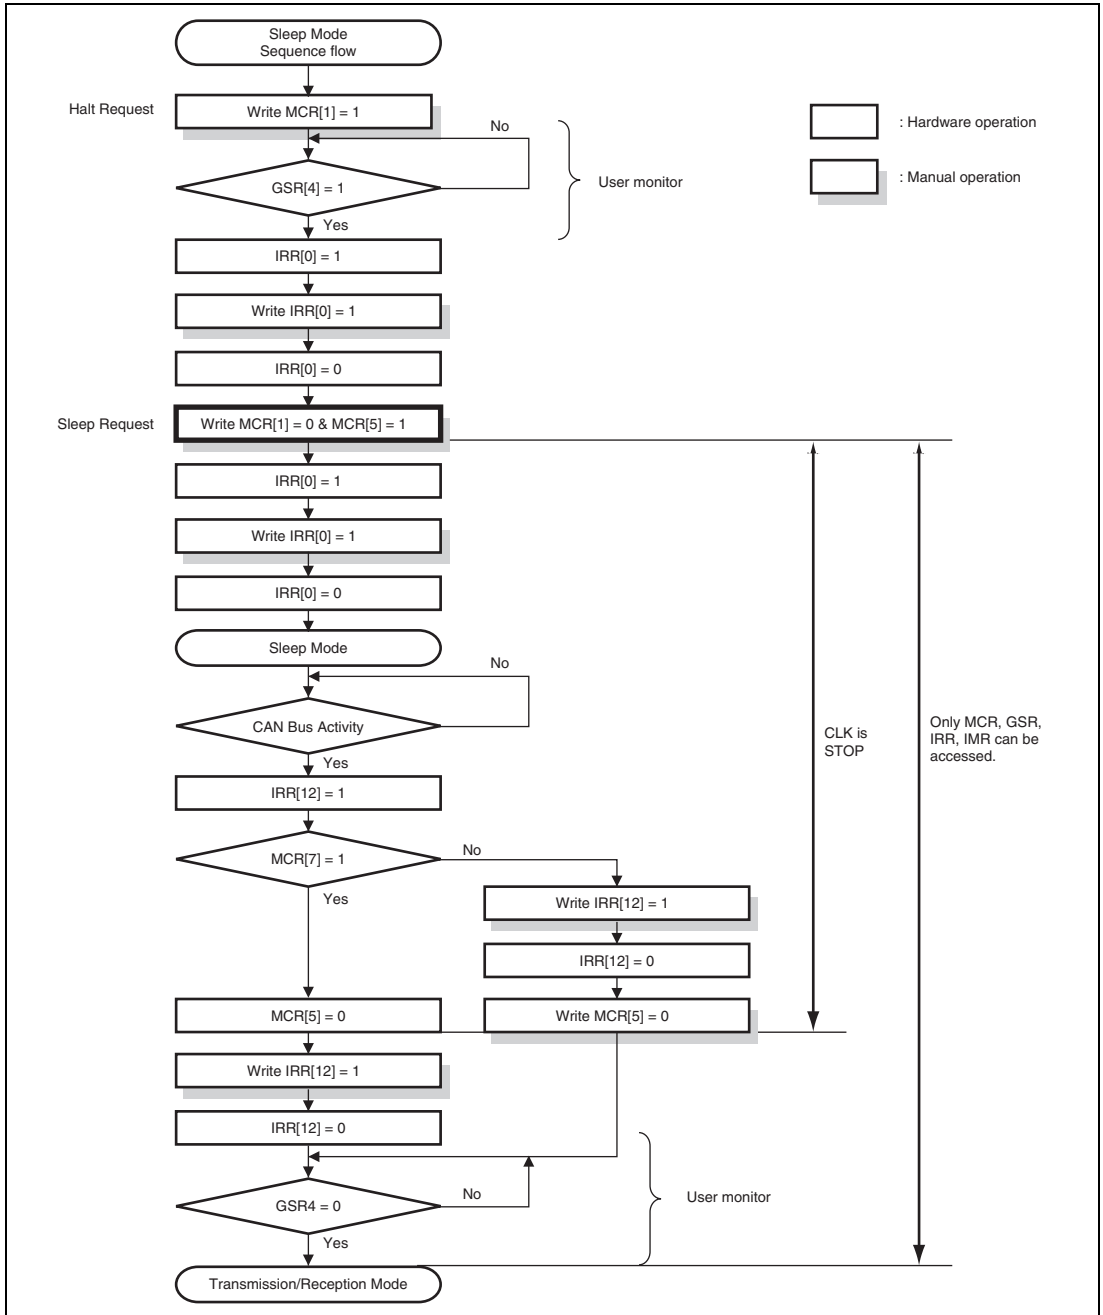 Sleep Mode
Sequence flow
Halt Request
Write MCR[1] = 1
: Hardware operation
No
GSR[4] = 1
User monitor
: Manual operation
Yes
IRR[0] = 1
Write IRR[0] = 1
IRR[0] = 0
Sleep Request
Write MCR[1] = 0 & MCR[5] = 1
IRR[0] = 1
Write IRR[0] = 1
IRR[0] = 0
Sleep Mode
No
CAN Bus Activity
CLK is
STOP
Only MCR, GSR,
IRR, IMR can be
accessed.
Yes
IRR[12] = 1
MCR[7] = 1
No
Yes
Write IRR[12] = 1
IRR[12] = 0
MCR[5] = 0
Write MCR[5] = 0
Write IRR[12] = 1
IRR[12] = 0
GSR4 = 0
No
User monitor
Yes
Transmission/Reception Mode